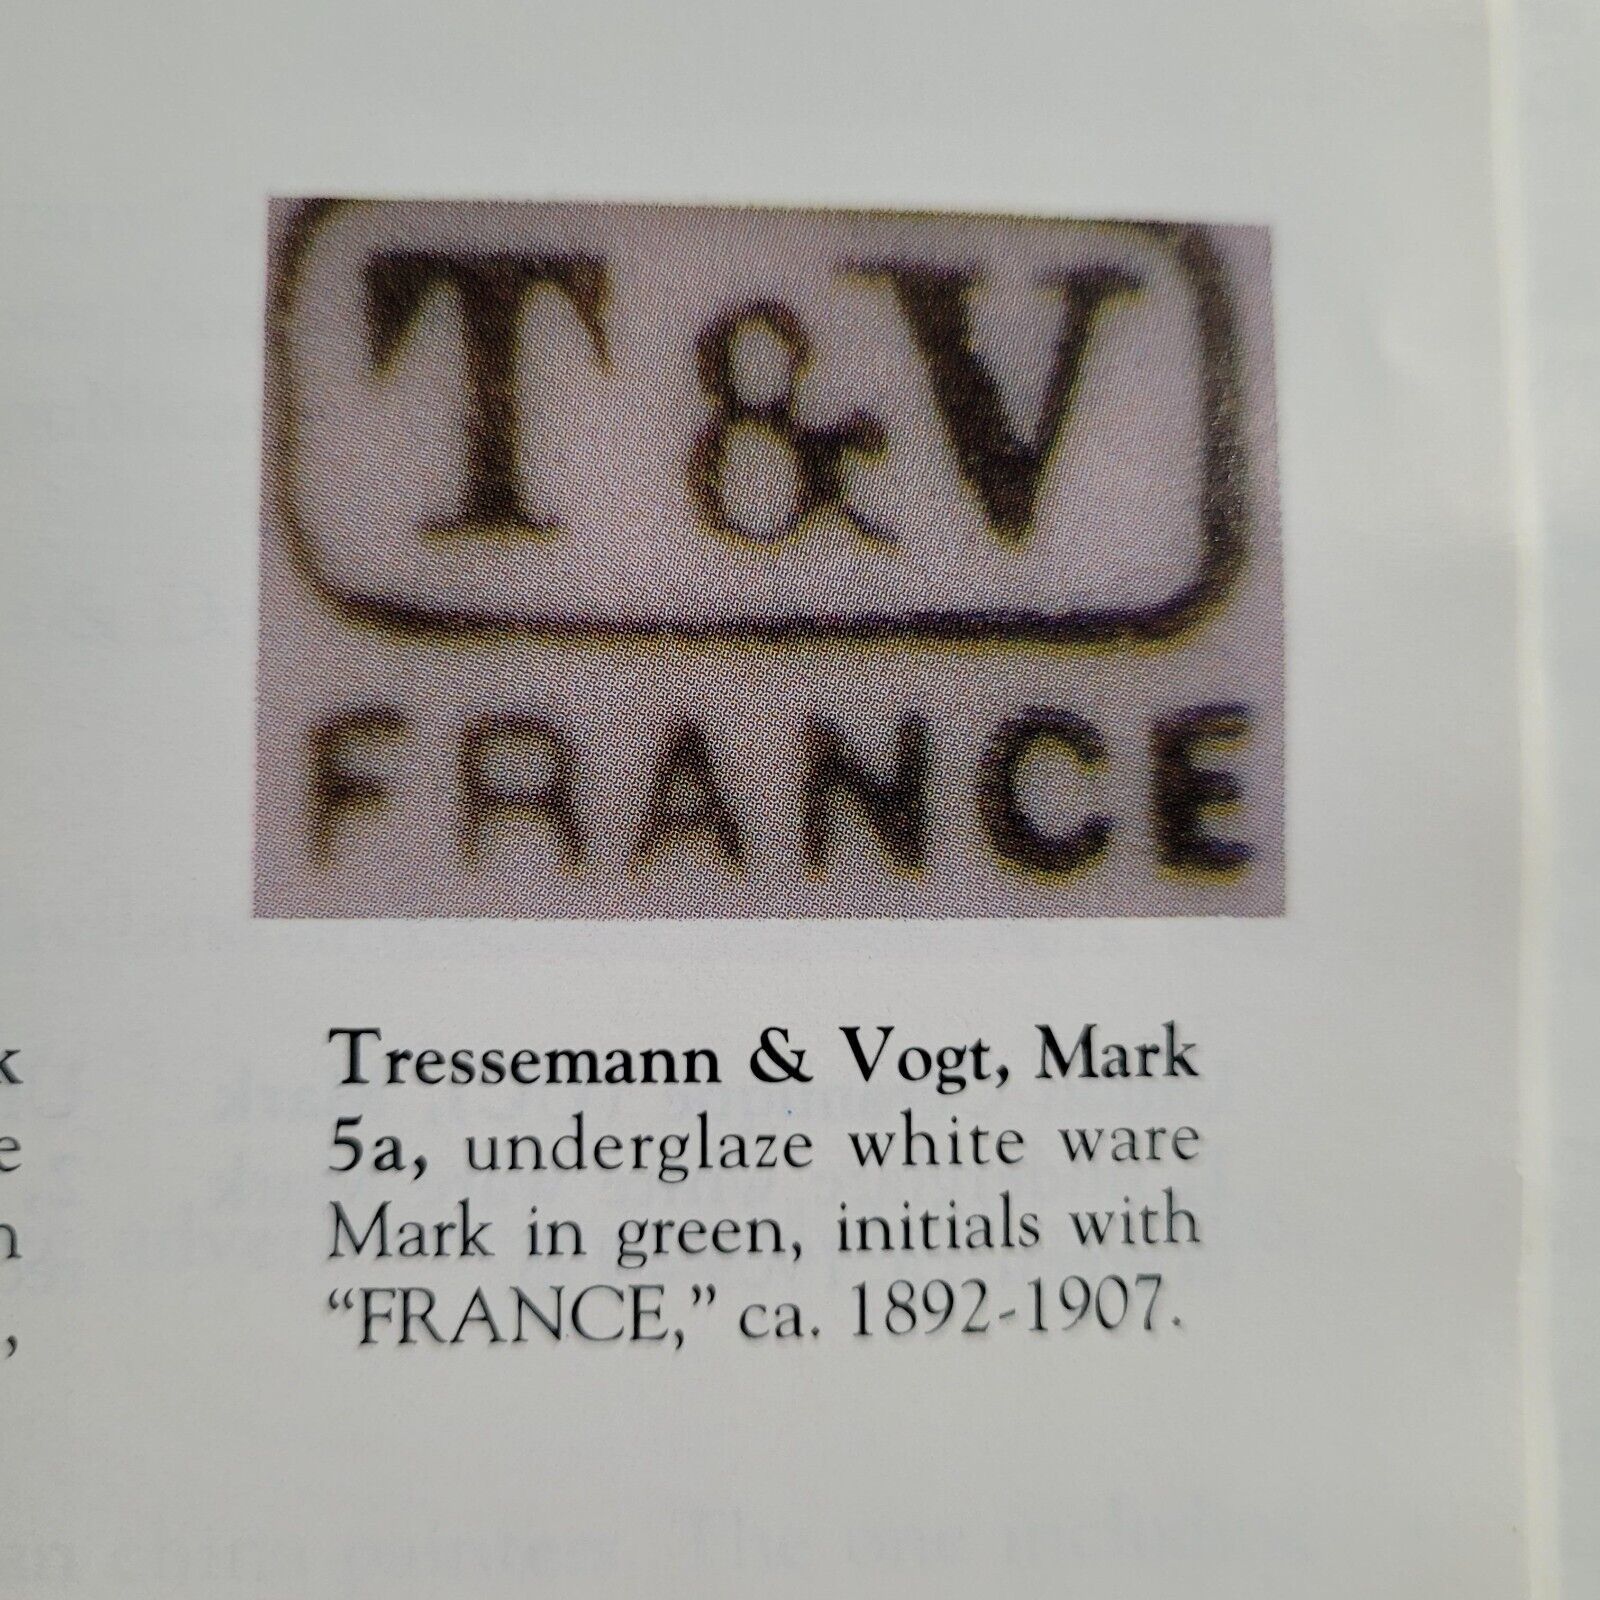 T & V
FRANCE
Tressemann & Vogt, Mark
5a, underglaze white ware
Mark in green, initials with
“FRANCE,” ca. 1892-1907.